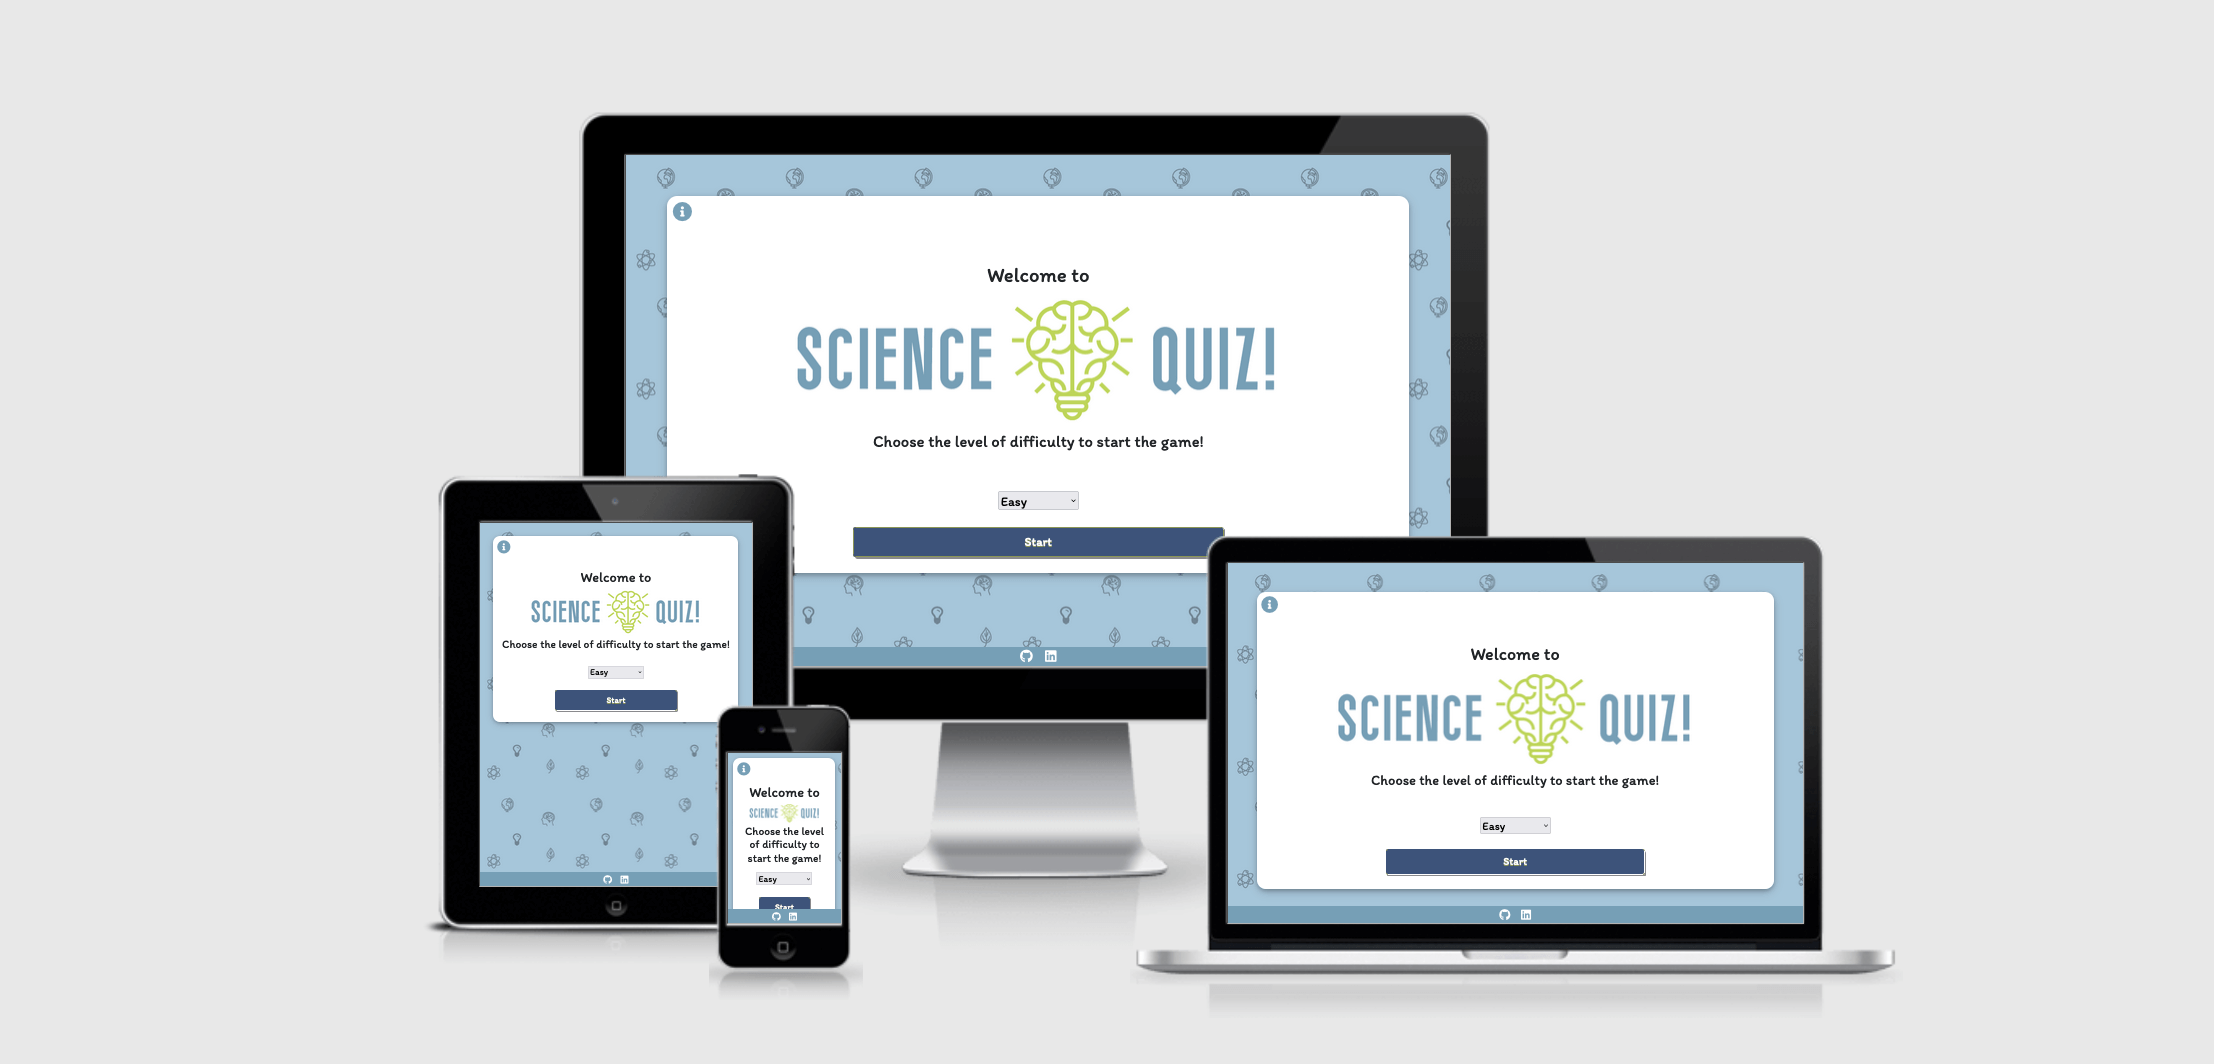 Welcome to
SCIENCE QUIZ!
Choose the level of difficulty to start the game!
Easy
Start
Welcome to
SCIENCE QUIZ!
Choose the level of difficulty to start the game!
Easy
Start
Welcome to
SCIENCE QUIZ!
Choose the level
of difficulty to
start the game!
Easy
Start
Welcome to
SCIENCE QUIZ!
Choose the level of difficulty to start the game!
Easy
Start